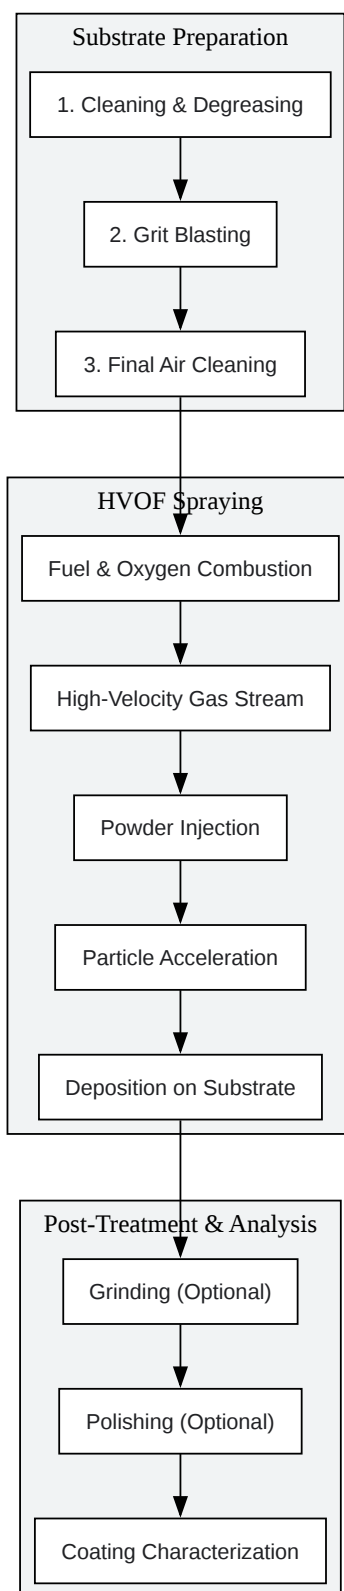 Substrate Preparation
1. Cleaning & Degreasing
2. Grit Blasting
3. Final Air Cleaning
HVOF Spraying
Fuel & Oxygen Combustion
High-Velocity Gas Stream
Powder Injection
Particle Acceleration
Deposition on Substrate
Post-Treatment & Analysis
Grinding (Optional)
Polishing (Optional)
Coating Characterization